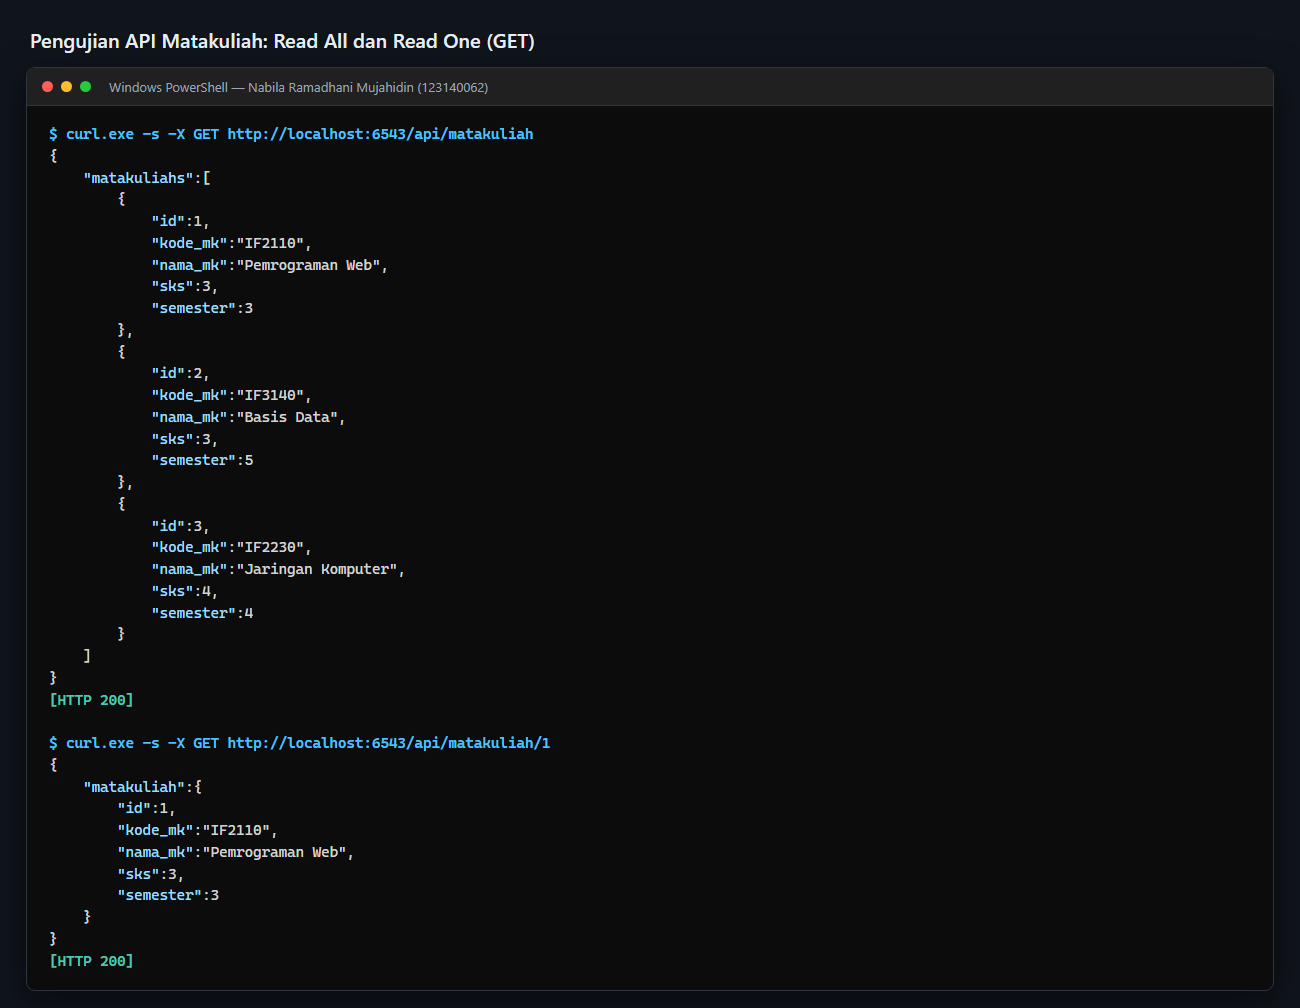 Pengujian API Matakuliah: Read All dan Read One (GET)
Windows PowerShell — Nabila Ramadhani Mujahidin (123140062)
$ curl.exe -s -X GET http://localhost:6543/api/matakuliah
{
    "matakuliahs":[
        {
            "id":1,
            "kode_mk":"IF2110",
            "nama_mk":"Pemrograman Web",
            "sks":3,
            "semester":3
        },
        {
            "id":2,
            "kode_mk":"IF3140",
            "nama_mk":"Basis Data",
            "sks":3,
            "semester":5
        },
        {
            "id":3,
            "kode_mk":"IF2230",
            "nama_mk":"Jaringan Komputer",
            "sks":4,
            "semester":4
        }
    ]
}
[HTTP 200]
$ curl.exe -s -X GET http://localhost:6543/api/matakuliah/1
{
    "matakuliah":{
        "id":1,
        "kode_mk":"IF2110",
        "nama_mk":"Pemrograman Web",
        "sks":3,
        "semester":3
    }
}
[HTTP 200]